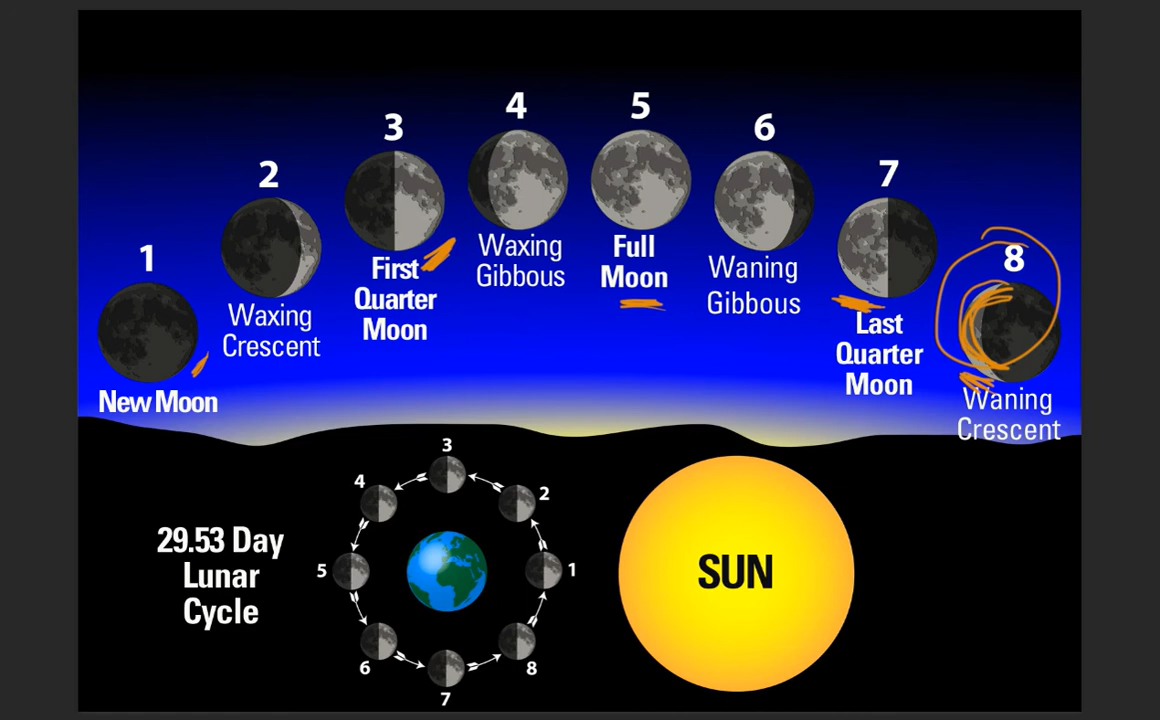 1
New Moon
2
Waxing
Crescent
3
First
Quarter
Moon
4
Waxing
Gibbous
5
Full
Moon
6
Waning
Gibbous
7
Last
Quarter
Moon
8
Waning
Crescent
29.53 Day
Lunar
Cycle
3
4
2
5
1
6
8
7
SUN